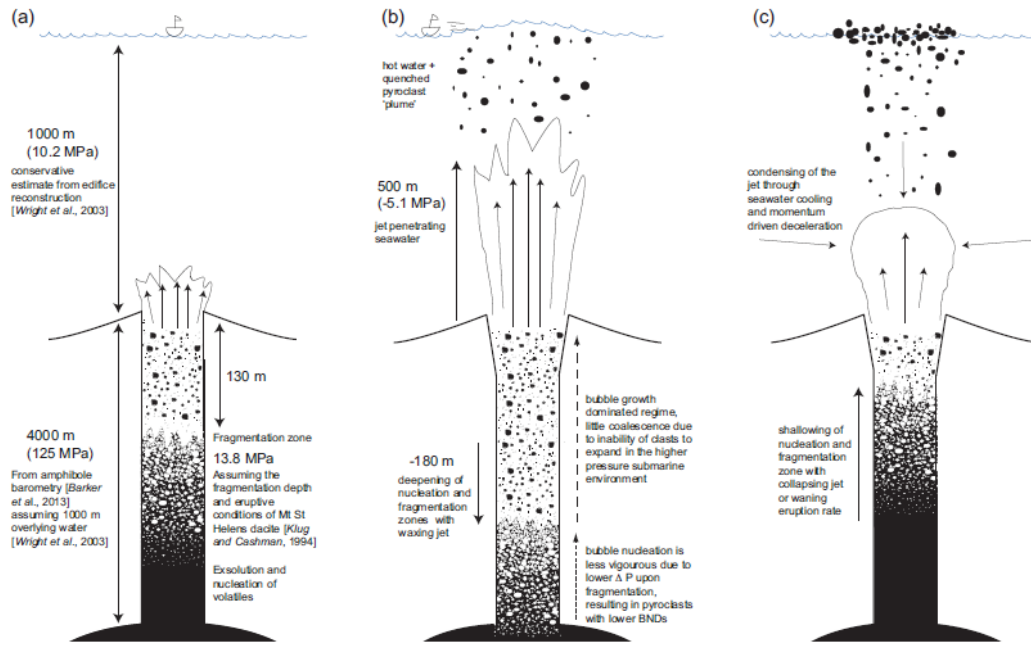 (a)
1000 m
(10.2 MPa)
conservative
estimate from edifice
reconstruction
[Wright et al., 2003]
130 m
4000 m
(125 MPa)
From amphibole
barometry [Barker
et al., 2013]
assuming 1000 m
overlying water
[Wright et al., 2003]
Fragmentation zone
13.8 MPa
Assuming the
fragmentation depth
and eruptive
conditions of Mt St
Helens dacite [Klug
and Cashman, 1994]
Exsolution and
nucleation of
volatiles
(b)
hot water +
quenched
pyroclast
'plume'
500 m
(-5.1 MPa)
jet penetrating
seawater
-180 m
deepening of
nucleation and
fragmentation
zones with
waxing jet
bubble growth
dominated regime,
little coalescence due
to inability of clasts to
expand in the higher
pressure submarine
environment
bubble nucleation is
less vigourous due to
lower Δ P upon
fragmentation,
resulting in pyroclasts
with lower BNDs
(c)
condensing of the
jet through
seawater cooling
and momentum
driven deceleration
shallowing of
nucleation and
fragmentation
zone with
collapsing jet
or waning
eruption rate